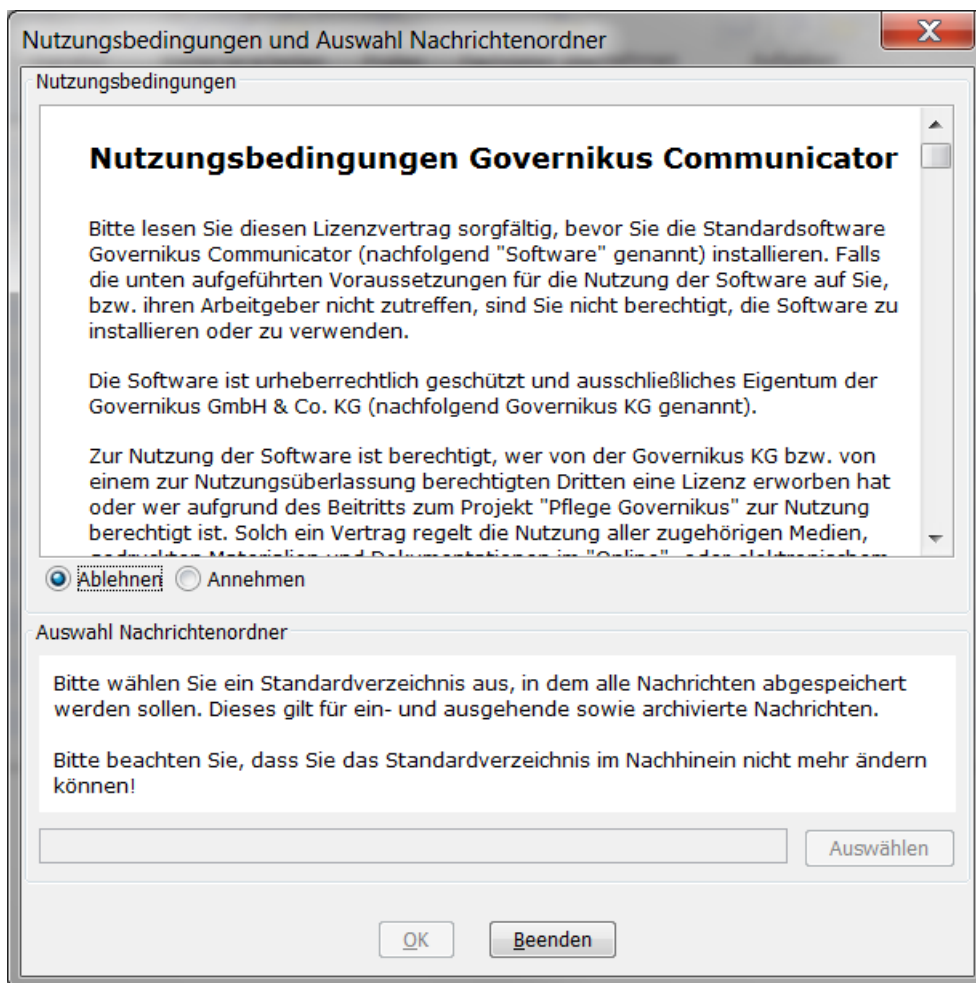 Nutzungsbedingungen und Auswahl Nachrichtenordner
Nutzungsbedingungen
Nutzungsbedingungen Governikus Communicator
Bitte lesen Sie diesen Lizenzvertrag sorgfältig, bevor Sie die Standardsoftware
Governikus Communicator (nachfolgend "Software" genannt) installieren. Falls
die unten aufgeführten Voraussetzungen für die Nutzung der Software auf Sie,
bzw. ihren Arbeitgeber nicht zutreffen, sind Sie nicht berechtigt, die Software zu
installieren oder zu verwenden.
Die Software ist urheberrechtlich geschützt und ausschließliches Eigentum der
Governikus GmbH & Co. KG (nachfolgend Governikus KG genannt).
Zur Nutzung der Software ist berechtigt, wer von der Governikus KG bzw. von
einem zur Nutzungsüberlassung berechtigten Dritten eine Lizenz erworben hat
oder wer aufgrund des Beitritts zum Projekt "Pflege Governikus" zur Nutzung
berechtigt ist. Solch ein Vertrag regelt die Nutzung aller zugehörigen Medien,
gedruckten Materialien und Dokumentationen im "Online"- oder elektronischem
Ablehnen Annehmen
Auswahl Nachrichtenordner
Bitte wählen Sie ein Standardverzeichnis aus, in dem alle Nachrichten abgespeichert
werden sollen. Dieses gilt für ein- und ausgehende sowie archivierte Nachrichten.
Bitte beachten Sie, dass Sie das Standardverzeichnis im Nachhinein nicht mehr ändern
können!
Auswählen
OK Beenden